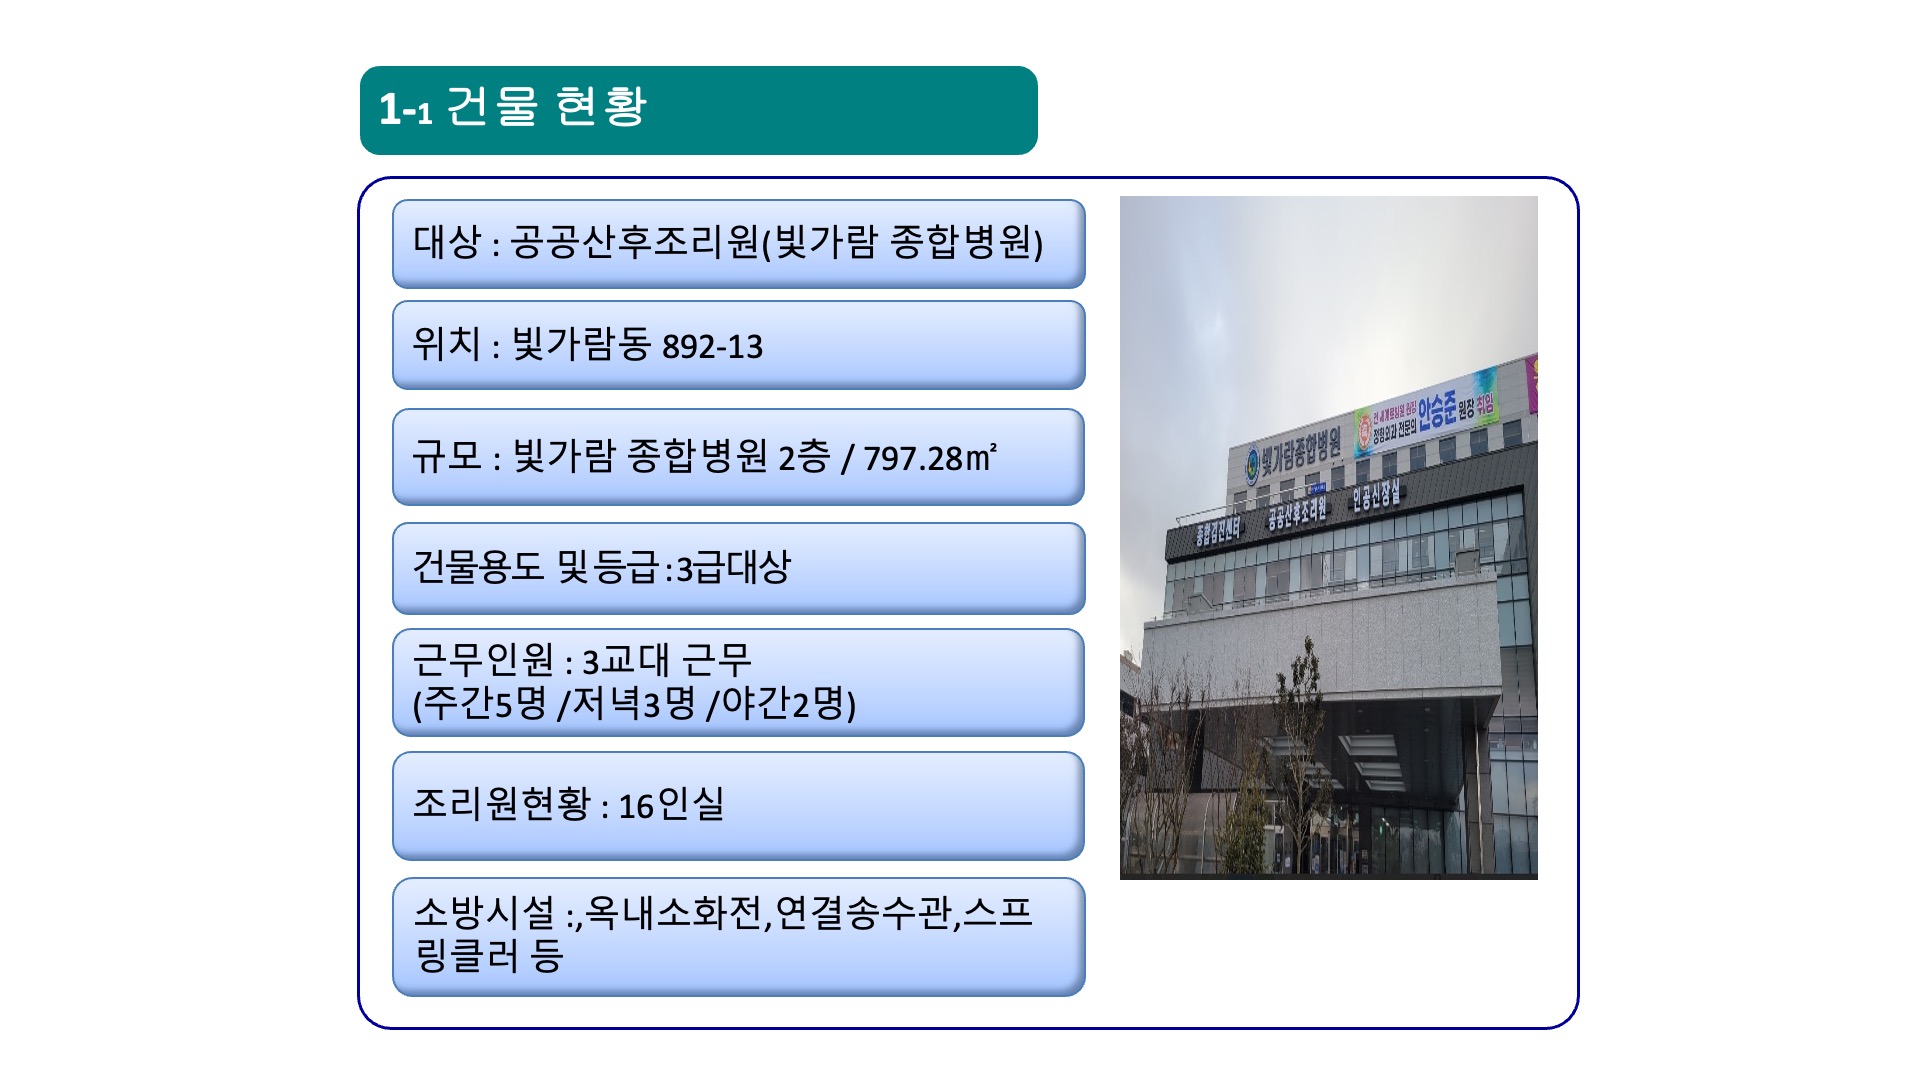 1-1 건물 현황
대상 : 공공산후조리원(빛가람 종합병원)
위치 : 빛가람동 892-13
규모 : 빛가람 종합병원 2층 / 797.28㎡
건물용도 및 등급 : 3급대상
근무인원 : 3교대 근무
(주간5명 /저녁3명 /야간2명)
조리원현황 : 16인실
소방시설 :,옥내소화전,연결송수관,스프
링클러 등
정형외과 전문의 안승준 원장 취임
빛가람종합병원
종합검진센터 공공산후조리원 인공신장실